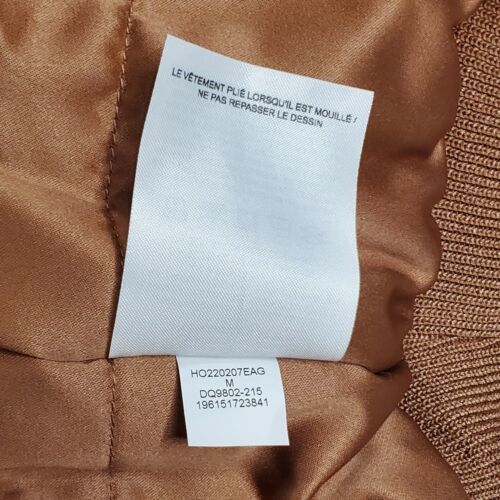 LE VÊTEMENT PLIÉ LORSQU'IL EST MOUILLÉ /
NE PAS REPASSER LE DESSIN
HO220207EAG
M
DQ9802-215
196151723841